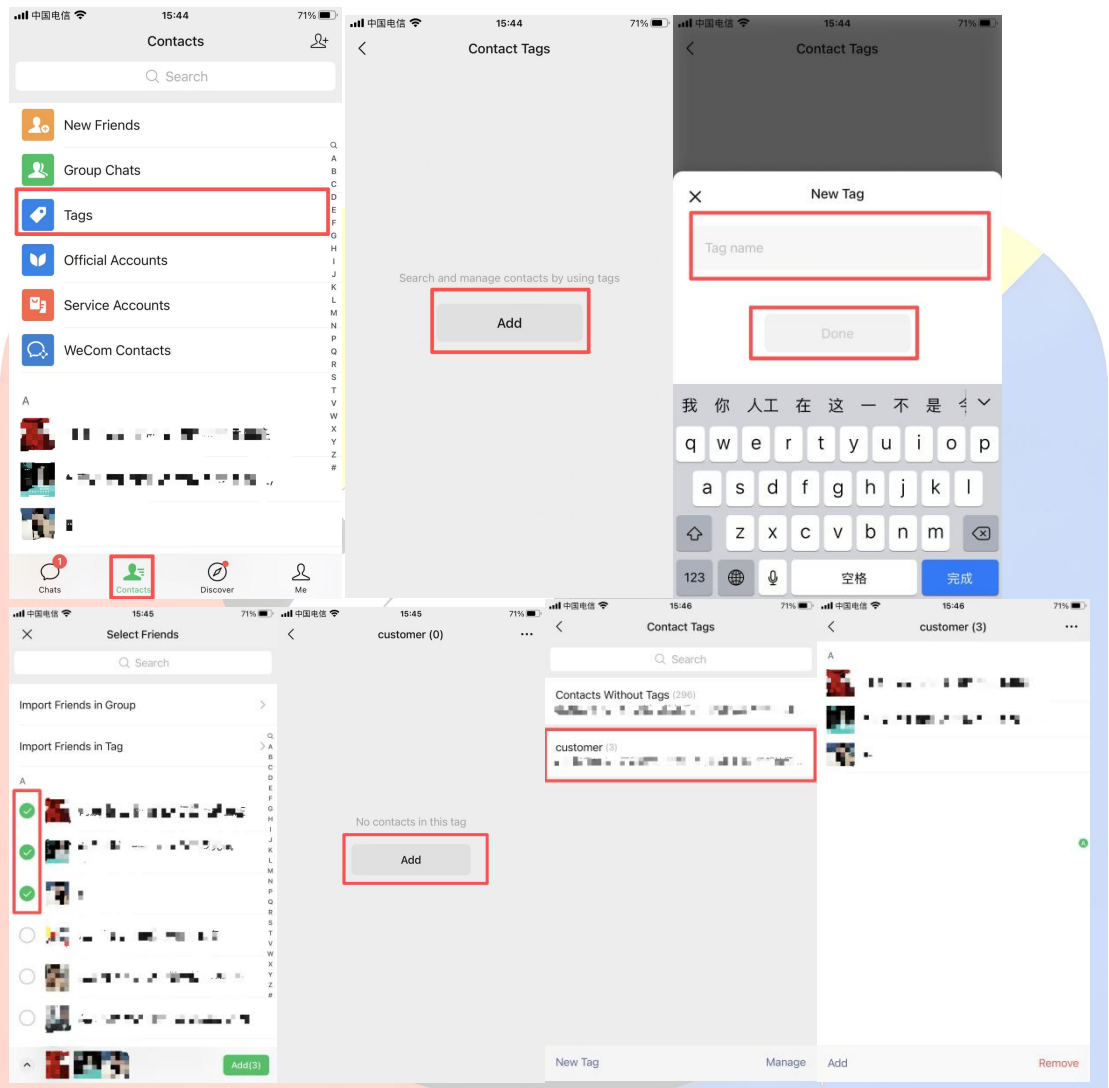 中国电信 15:44 71%
Contacts
Search
New Friends
Group Chats
Tags
Official Accounts
Service Accounts
WeCom Contacts
A
A
B
C
D
E
F
G
H
I
J
K
L
M
N
P
Q
R
S
T
V
W
X
Y
Z
#
1
Chats Contacts Discover Me
中国电信 15:44 71%
Contact Tags
Search and manage contacts by using tags
Add
中国电信 15:44 71%
Contact Tags
New Tag
Tag name
Done
我 你 人工 在 这 一 不 是
q w e r t y u i o p
a s d f g h j k l
z x c v b n m
123 空格 完成
中国电信 15:45 71%
Select Friends
Search
Import Friends in Group
Import Friends in Tag
A
A
B
C
D
E
F
G
H
I
J
K
L
M
N
P
Q
R
S
T
V
W
X
Y
Z
#
Add(3)
中国电信 15:45 71%
customer (0)
No contacts in this tag
Add
中国电信 15:46 71%
Contact Tags
Search
Contacts Without Tags (296)
customer (3)
New Tag Manage
中国电信 15:46 71%
customer (3)
A
A
Add Remove